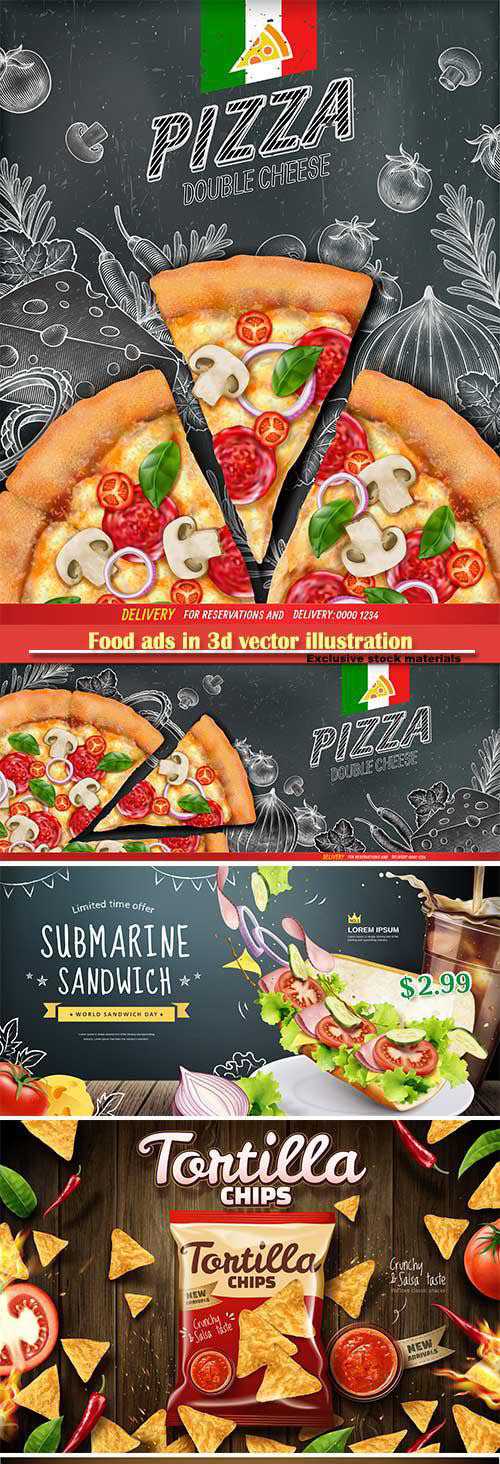 PIZZA
DOUBLE CHEESE
DELIVERY FOR RESERVATIONS AND DELIVERY: 0000 1234
Food ads in 3d vector illustration
Exclusive stock materials
PIZZA
DOUBLE CHEESE
DELIVERY FOR RESERVATIONS AND DELIVERY: 0000 1234
Limited time offer
SUBMARINE
SANDWICH
WORLD SANDWICH DAY
LOREM IPSUM
$2.99
Tortilla
CHIPS
Tortilla
CHIPS
NEW
ARRIVALS
Crunchy
& Salsa taste
Crunchy
& Salsa taste
NEW
ARRIVALS